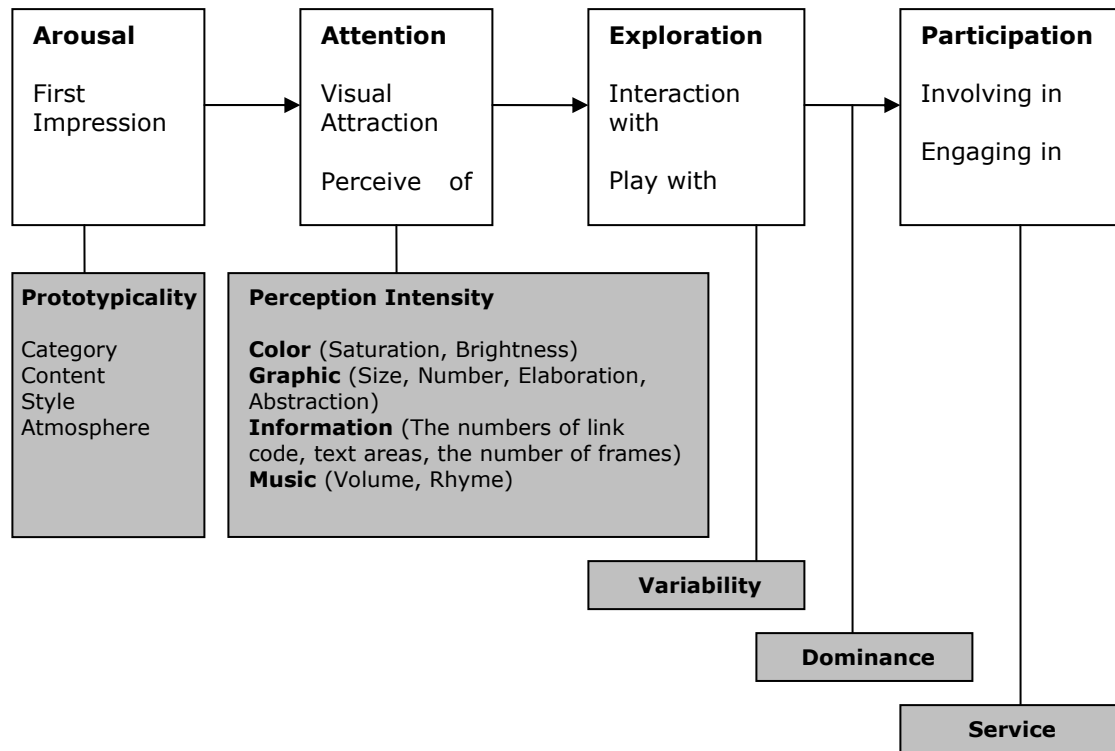 Arousal
First
Impression
Attention
Visual
Attraction
Perceive of
Exploration
Interaction
with
Play with
Participation
Involving in
Engaging in
Prototypicality
Category
Content
Style
Atmosphere
Perception Intensity
Color (Saturation, Brightness)
Graphic (Size, Number, Elaboration,
Abstraction)
Information (The numbers of link
code, text areas, the number of frames)
Music (Volume, Rhyme)
Variability
Dominance
Service